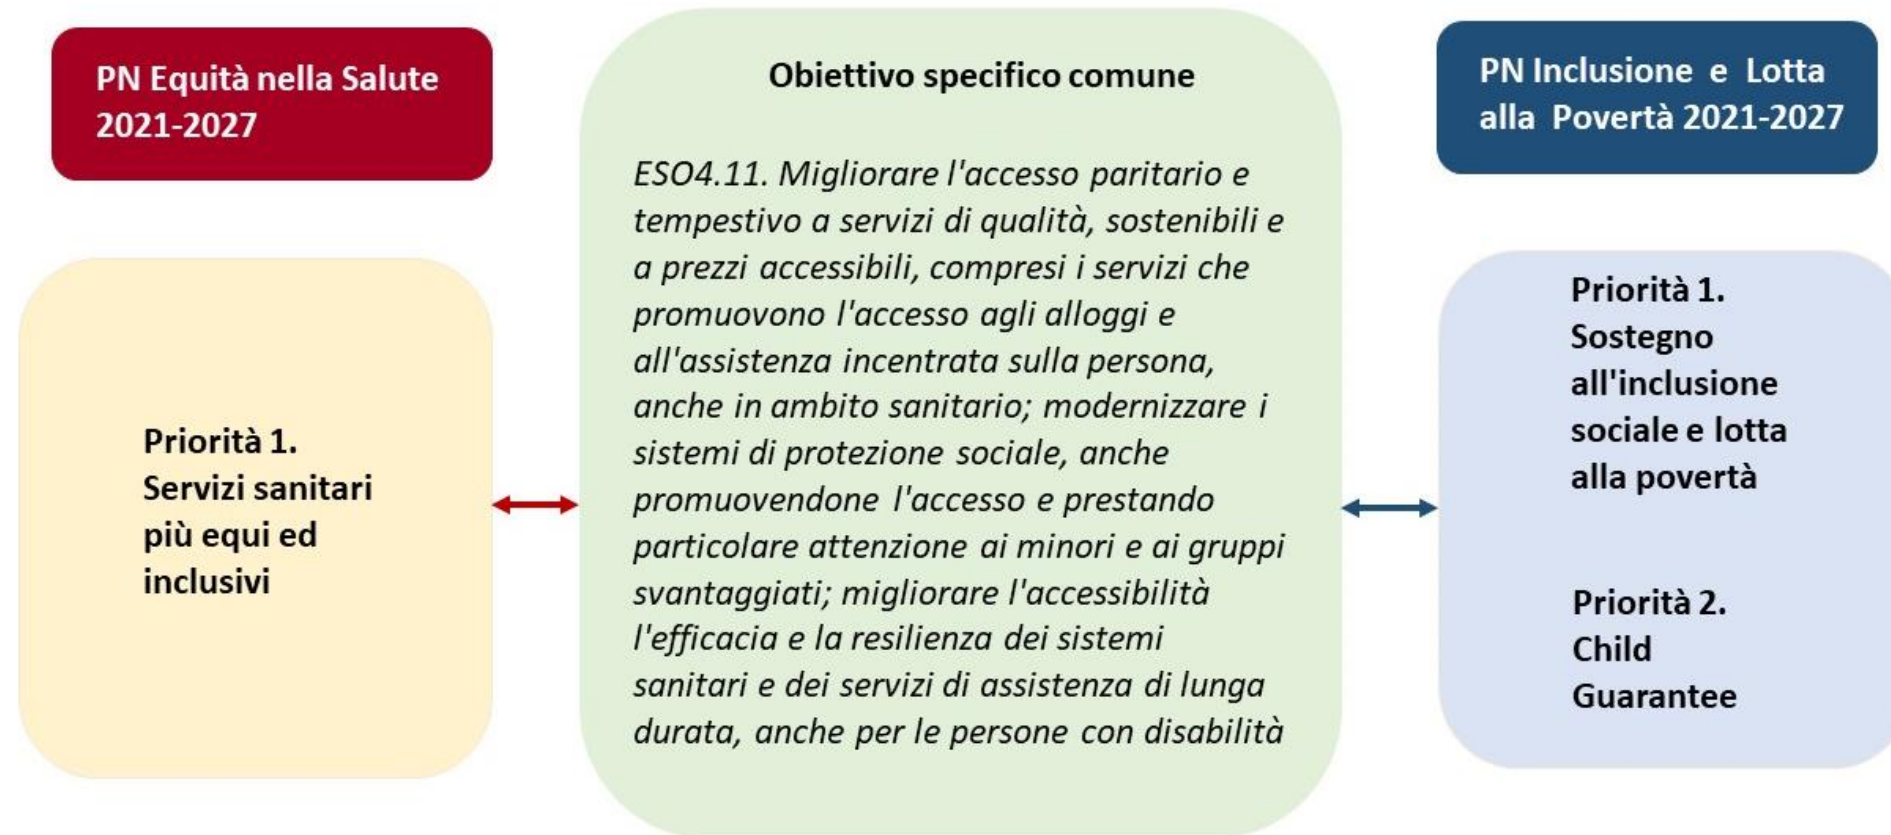 PN Equità nella Salute
2021-2027
Priorità 1.
Servizi sanitari
più equi ed
inclusivi
Obiettivo specifico comune
ESO4.11. Migliorare l'accesso paritario e
tempestivo a servizi di qualità, sostenibili e
a prezzi accessibili, compresi i servizi che
promuovono l'accesso agli alloggi e
all'assistenza incentrata sulla persona,
anche in ambito sanitario; modernizzare i
sistemi di protezione sociale, anche
promuovendone l'accesso e prestando
particolare attenzione ai minori e ai gruppi
svantaggiati; migliorare l'accessibilità
l'efficacia e la resilienza dei sistemi
sanitari e dei servizi di assistenza di lunga
durata, anche per le persone con disabilità
PN Inclusione e Lotta
alla Povertà 2021-2027
Priorità 1.
Sostegno
all'inclusione
sociale e lotta
alla povertà
Priorità 2.
Child
Guarantee